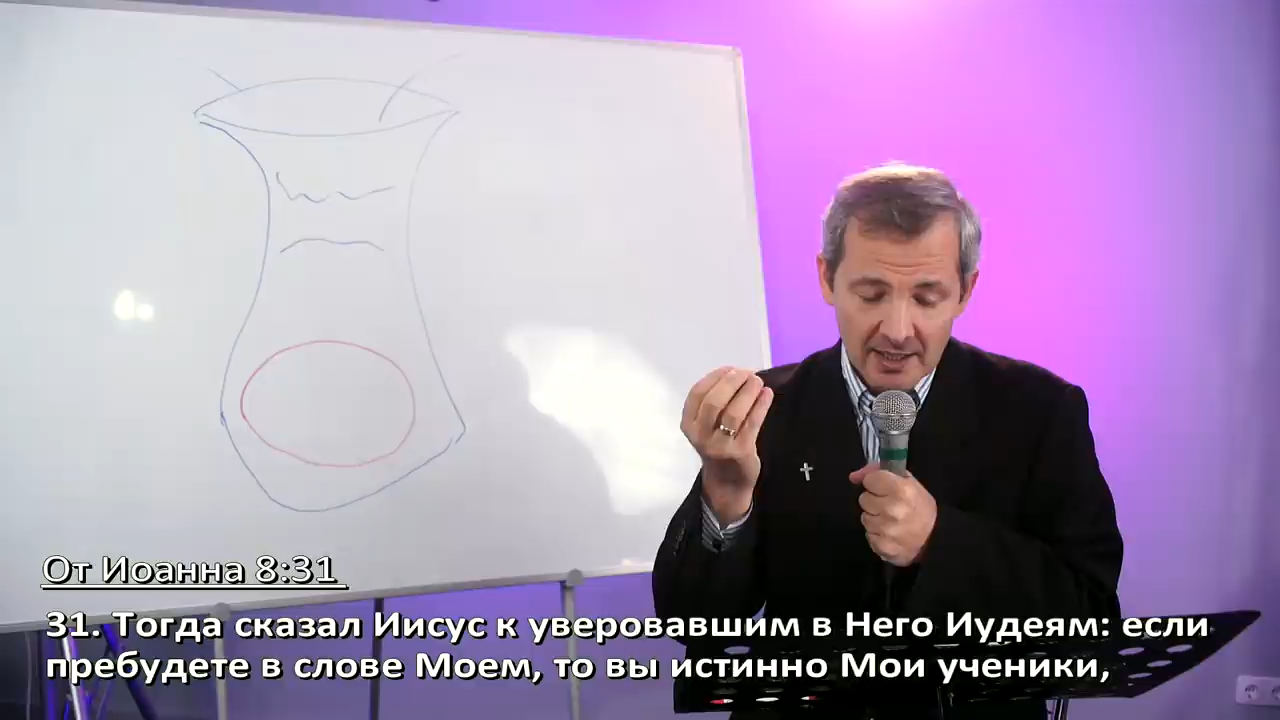 От Иоанна 8:31
31. Тогда сказал Иисус к уверовавшим в Него Иудеям: если
пребудете в слове Моем, то вы истинно Мои ученики,